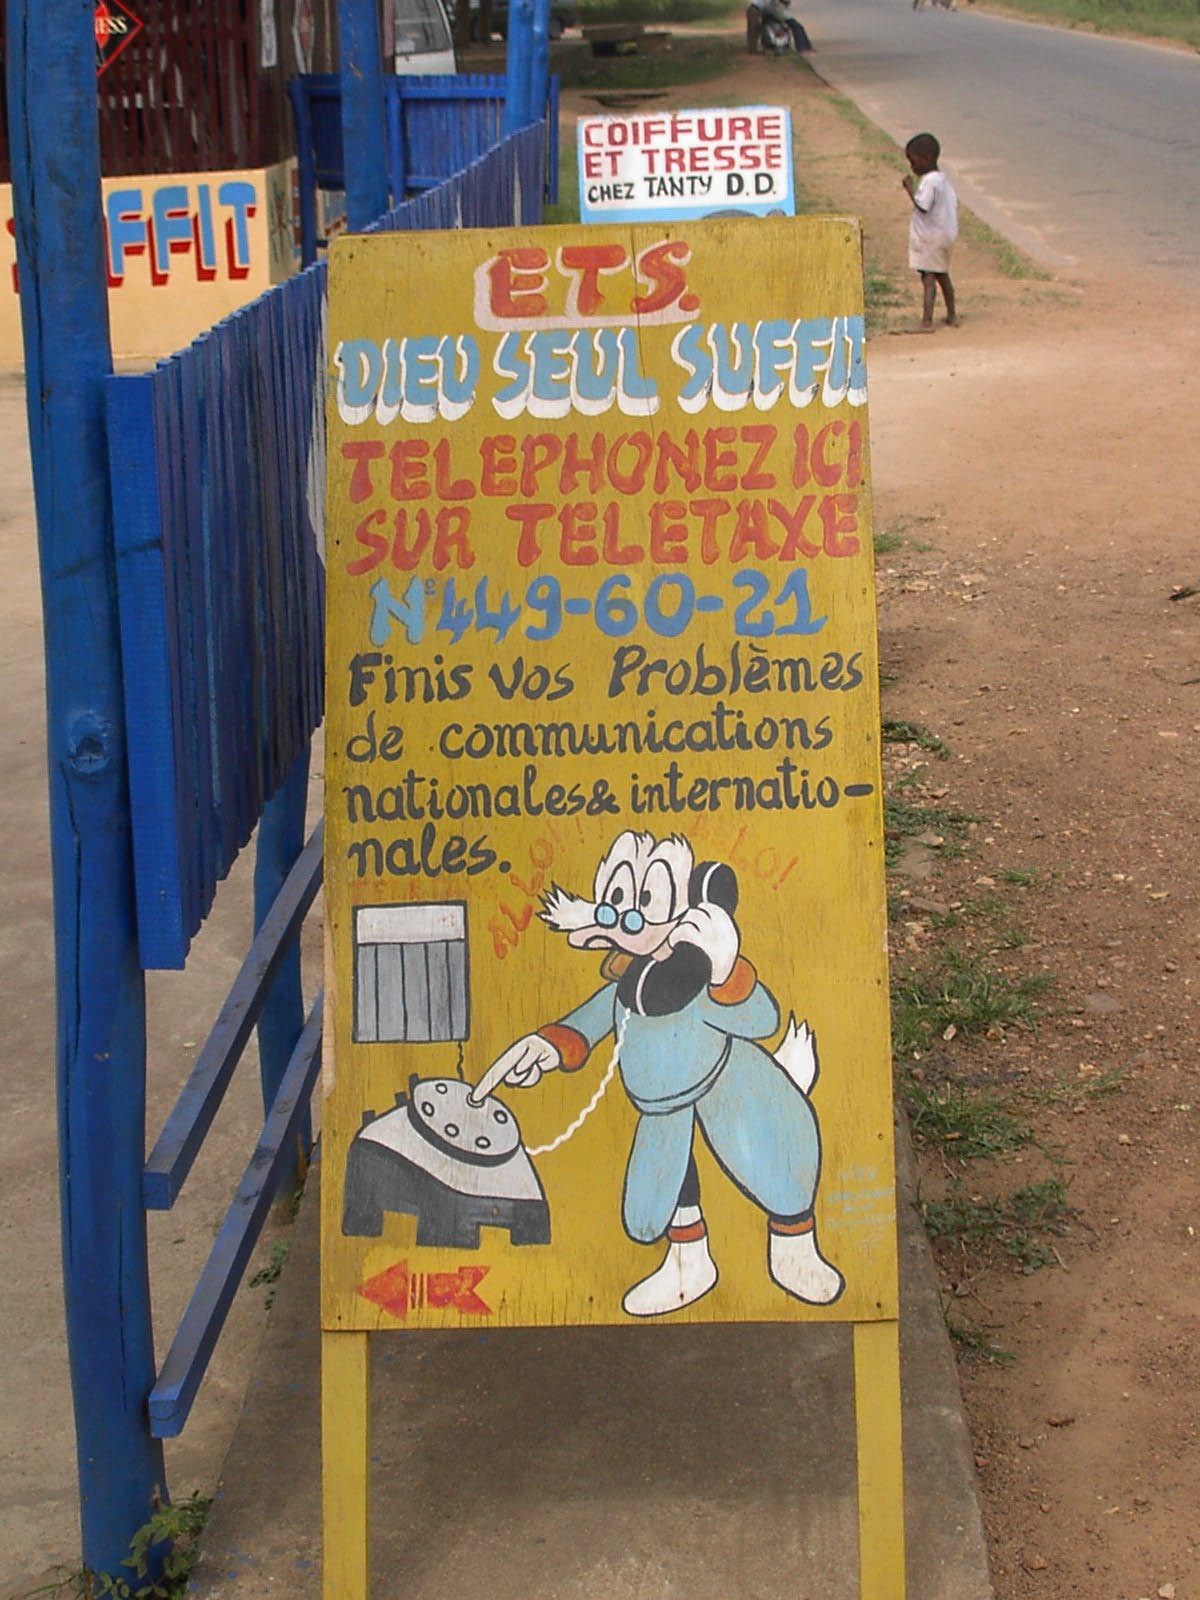 ESS
FFIT
COIFFURE
ET TRESSE
CHEZ TANTY D.D.
ETS.
DIEU SEUL SUFFIT
TELEPHONEZ ICI
SUR TELETAXE
N° 449-60-21
Finis vos Problèmes
de communications
nationales & internatio-
nales.
ALLO!